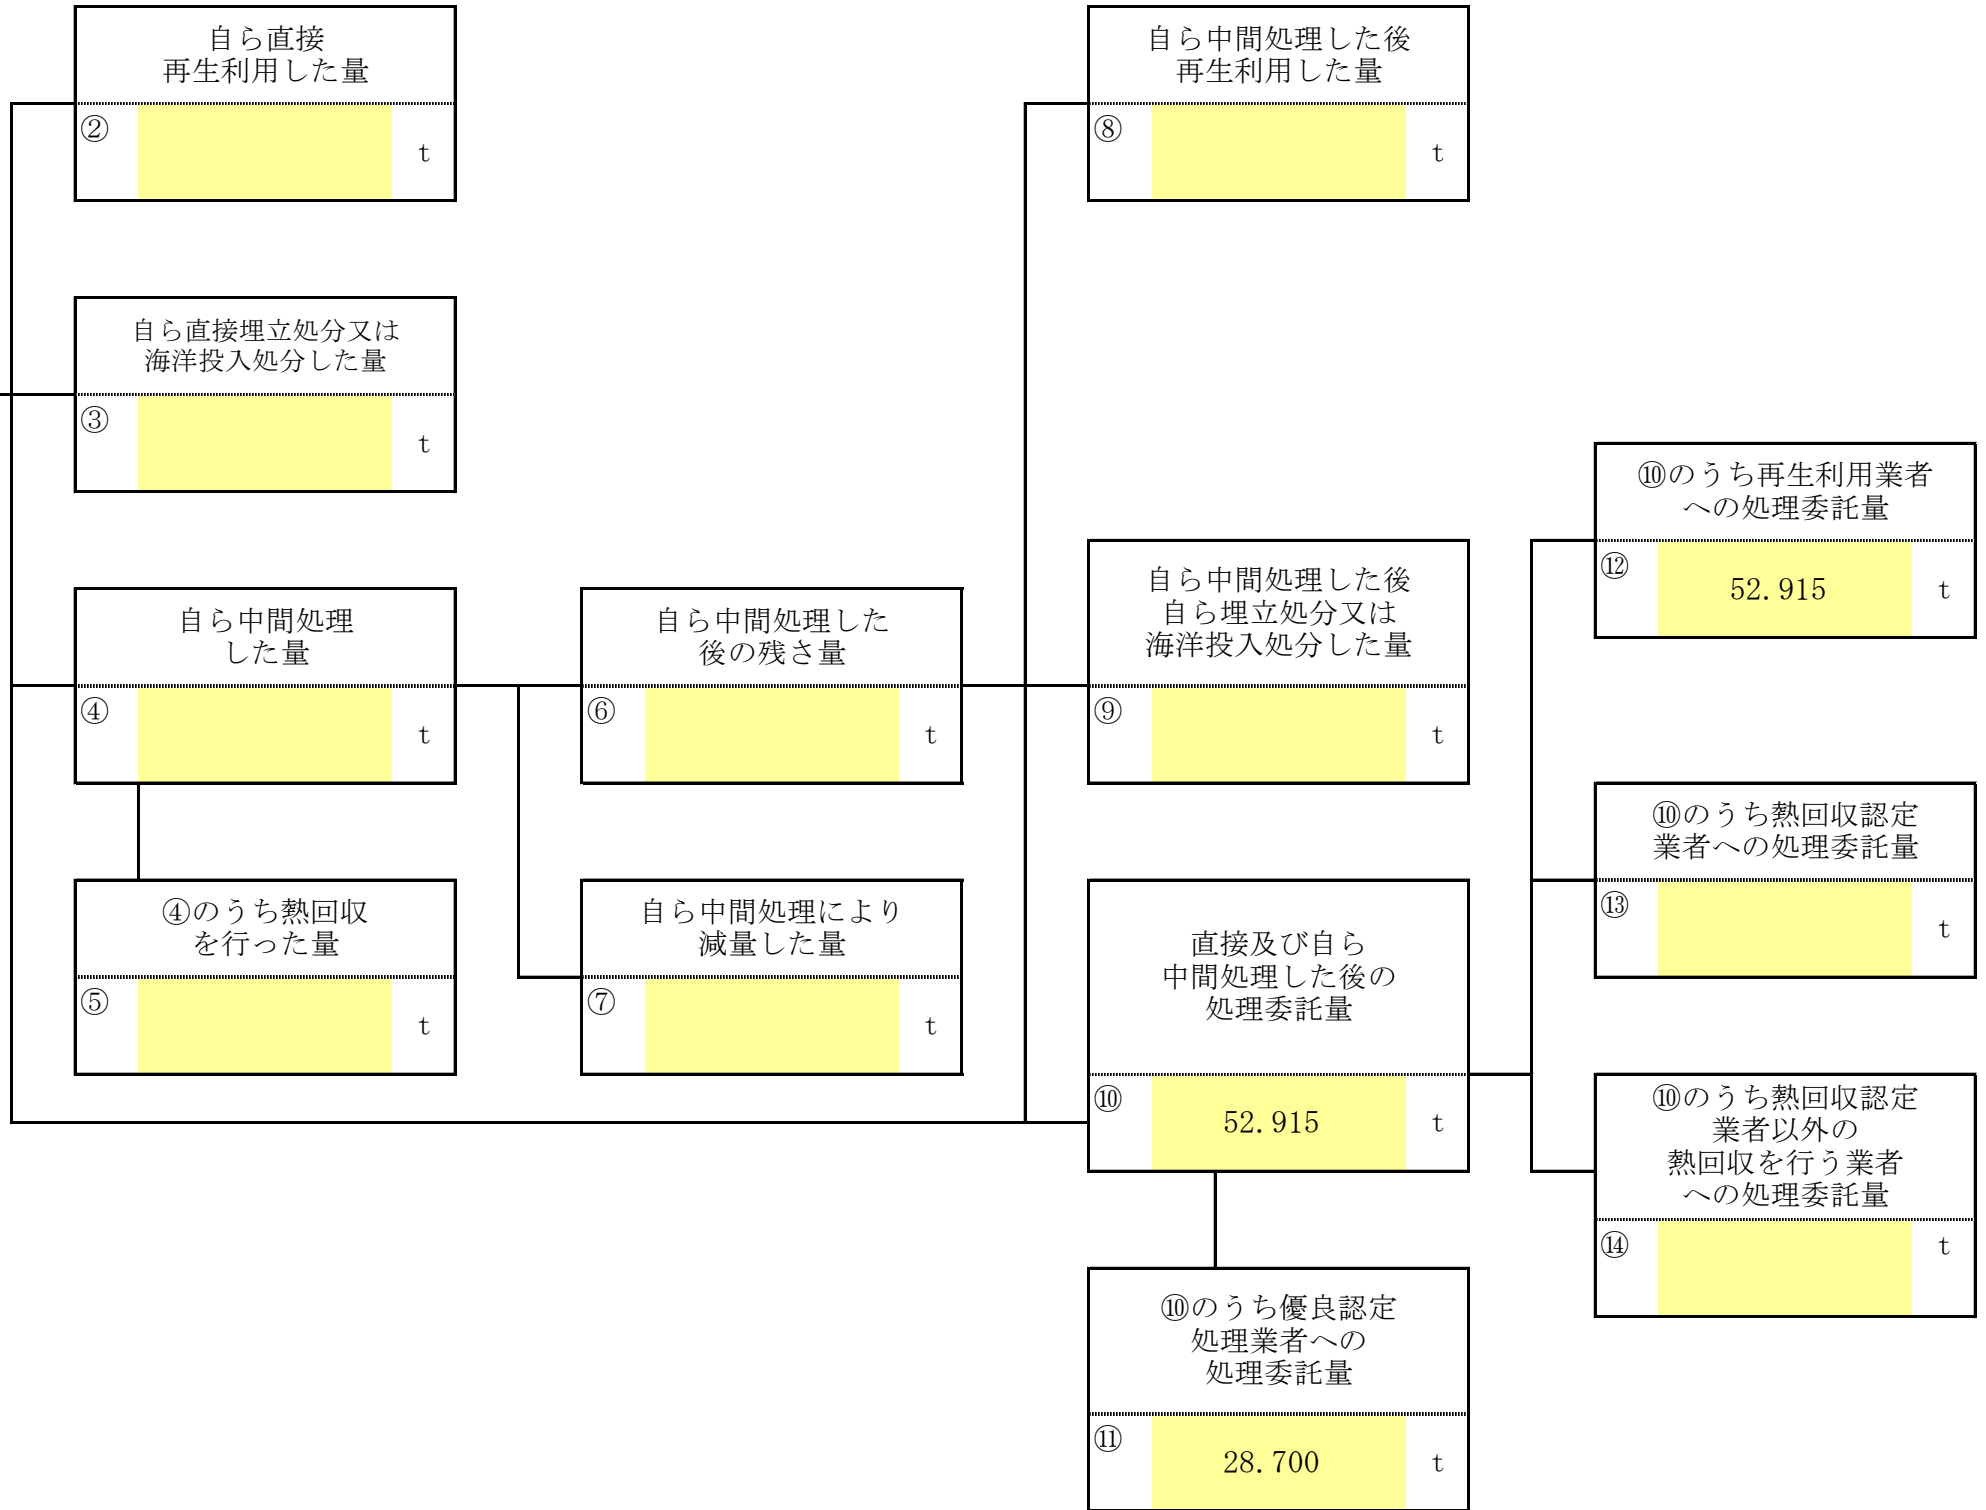 自ら直接
再生利用した量
②
t
自ら中間処理した後
再生利用した量
⑧
t
自ら直接埋立処分又は
海洋投入処分した量
③
t
⑩のうち再生利用業者
への処理委託量
⑫
52.915
t
自ら中間処理
した量
④
t
自ら中間処理した
後の残さ量
⑥
t
自ら中間処理した後
自ら埋立処分又は
海洋投入処分した量
⑨
t
⑩のうち熱回収認定
業者への処理委託量
⑬
t
④のうち熱回収
を行った量
⑤
t
自ら中間処理により
減量した量
⑦
t
直接及び自ら
中間処理した後の
処理委託量
⑩
52.915
t
⑩のうち熱回収認定
業者以外の
熱回収を行う業者
への処理委託量
⑭
t
⑩のうち優良認定
処理業者への
処理委託量
⑪
28.700
t